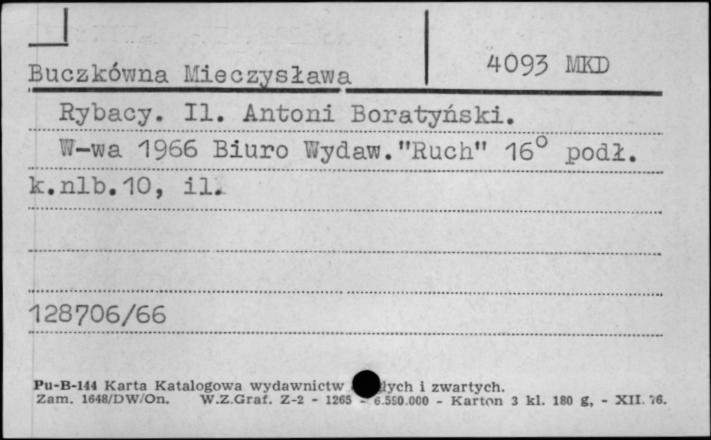 4093 MKD
Buczkówna Mieczysława
Rybacy. Il. Antoni Boratyński.
W-wa 1966 Biuro Wydaw."Ruch" 16° podł.
k.nlb.10, il.
128706/66
Pu-B-144 Karta Katalogowa wydawnictw i zwartych.
Zam. 1648/DW/On. W.Z.Graf. Z-2 - 1265 - 6.550.000 - Karton 3 kl. 180 g, - XII. 76.